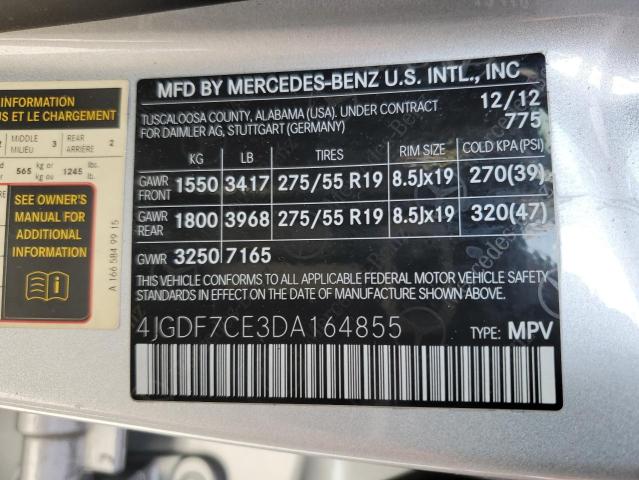 INFORMATION
US ET LE CHARGEMENT
2 MIDDLE 3 REAR 2
MILIEU ARRIÈRE
565 kg or 1245 lbs.
kg ou lb.
SEE OWNER'S
MANUAL FOR
ADDITIONAL
INFORMATION
A 166 584 99 15
MFD BY MERCEDES-BENZ U.S. INTL., INC
TUSCALOOSA COUNTY, ALABAMA (USA). UNDER CONTRACT 12/12
FOR DAIMLER AG, STUTTGART (GERMANY) 775
KG LB TIRES RIM SIZE COLD KPA(PSI)
GAWR FRONT 1550 3417 275/55 R19 8.5Jx19 270(39)
GAWR REAR 1800 3968 275/55 R19 8.5Jx19 320(47)
GVWR 3250 7165
THIS VEHICLE CONFORMS TO ALL APPLICABLE FEDERAL MOTOR VEHICLE SAFETY
STANDARDS IN EFFECT ON THE DATE OF MANUFACTURE SHOWN ABOVE.
4JGDF7CE3DA164855 TYPE: MPV